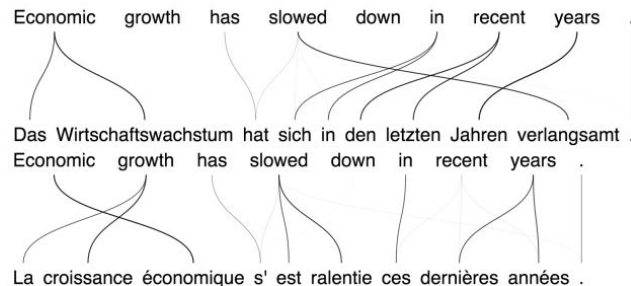 Economic growth has slowed down in recent years .
Das Wirtschaftswachstum hat sich in den letzten Jahren verlangsamt .
Economic growth has slowed down in recent years .
La croissance économique s' est ralentie ces dernières années .